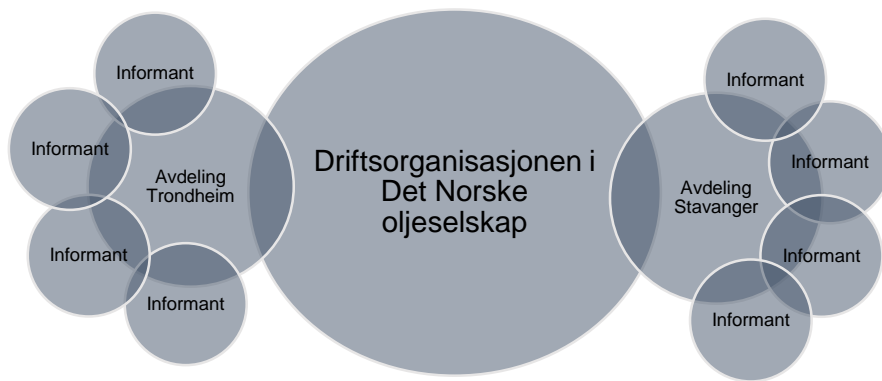 Informant
Informant
Avdeling
Trondheim
Informant
Informant
Driftsorganisasjonen i
Det Norske
oljeselskap
Informant
Informant
Avdeling
Stavanger
Informant
Informant